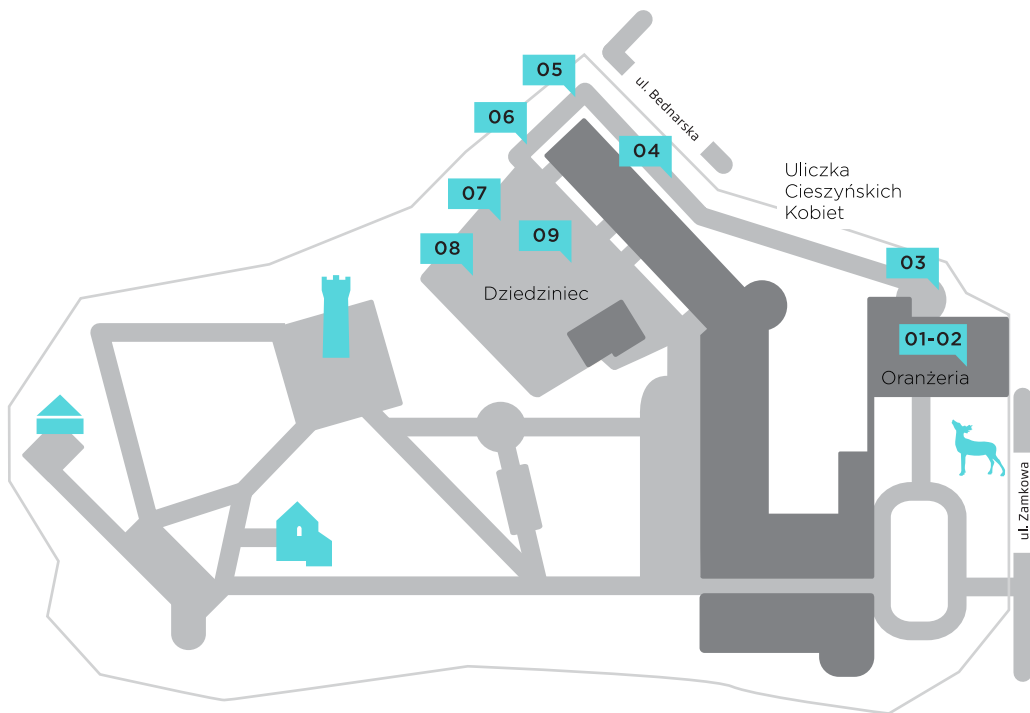 05
ul. Bednarska
06
04
Uliczka
Cieszyńskich
Kobiet
07
09
08
03
Dziedziniec
01-02
Oranżeria
ul. Zamkowa